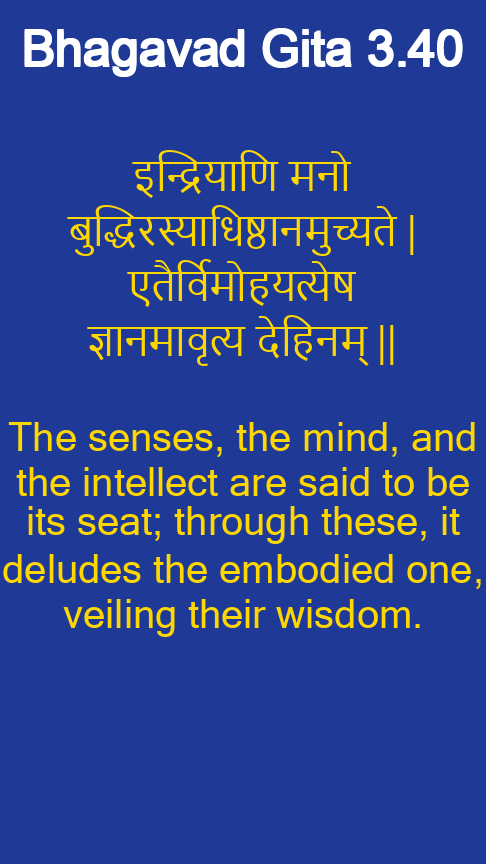 Bhagavad Gita 3.40
इन्द्रियाणि मनो
बुद्धिरस्याधिष्ठानमुच्यते |
एतैर्विमोहयत्येष
ज्ञानमावृत्य देहिनम् ||
The senses, the mind, and
the intellect are said to be
its seat; through these, it
deludes the embodied one,
veiling their wisdom.